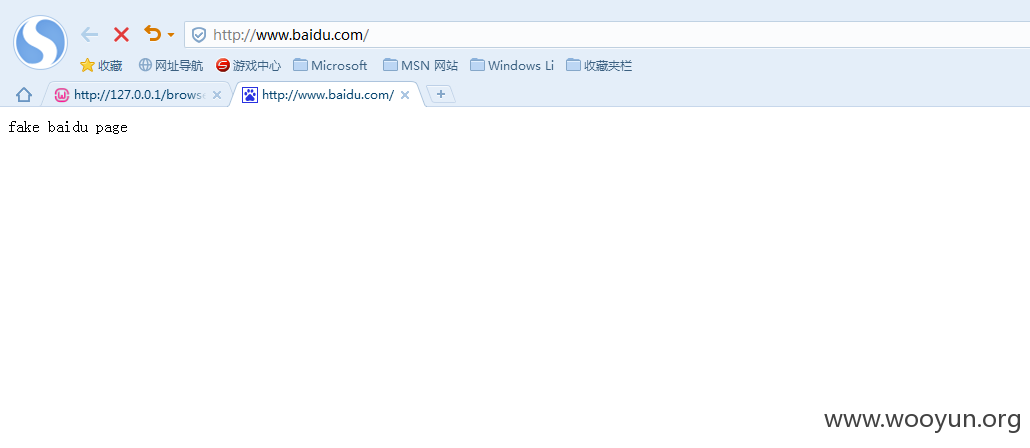 http://www.baidu.com/
收藏 网址导航 游戏中心 Microsoft MSN 网站 Windows Li 收藏夹栏
http://127.0.0.1/brows http://www.baidu.com/
fake baidu page
www.wooyun.org